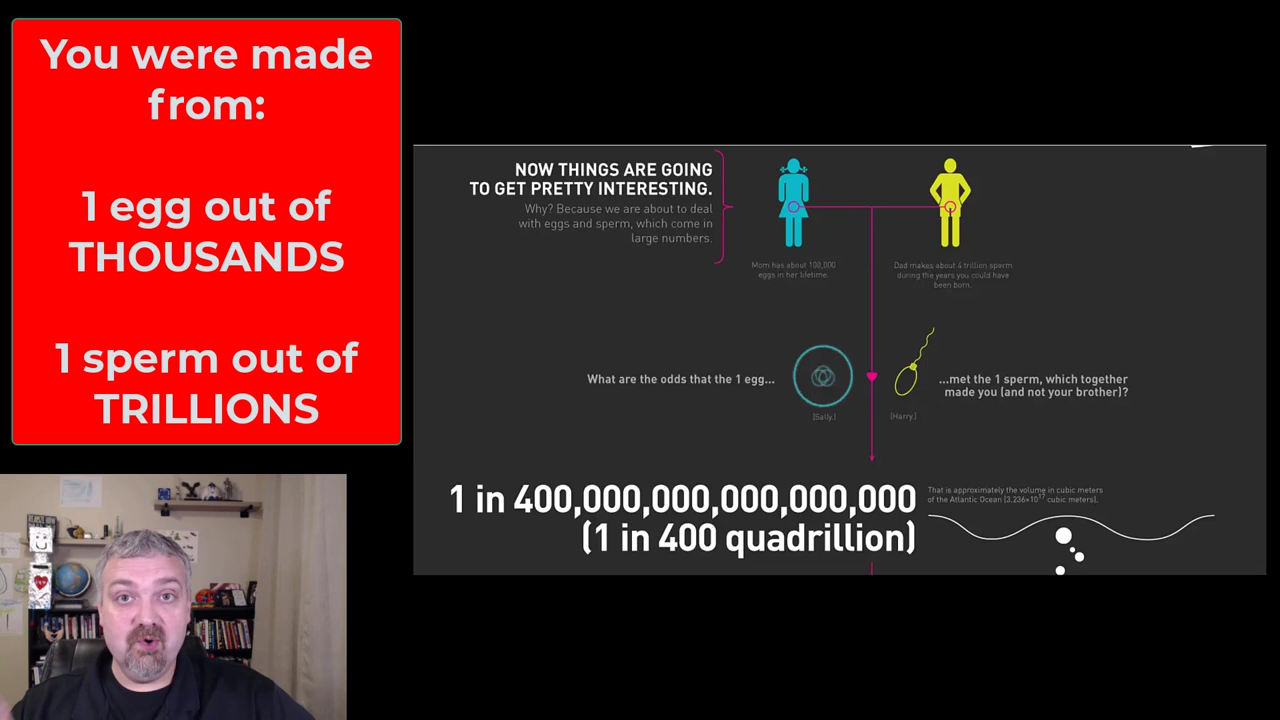 You were made
from:
1 egg out of
THOUSANDS
1 sperm out of
TRILLIONS
NOW THINGS ARE GOING
TO GET PRETTY INTERESTING.
Why? Because we are about to deal
with eggs and sperm, which come in
large numbers.
Mom has about 100,000
eggs in her lifetime.
Dad makes about 4 trillion sperm
during the years you could have
been born.
What are the odds that the 1 egg...
...met the 1 sperm, which together
made you (and not your brother)?
[Sally.]
[Harry.]
1 in 400,000,000,000,000,000
(1 in 400 quadrillion)
That is approximately the volume in cubic meters
of the Atlantic Ocean (3.236×10¹⁷ cubic meters).